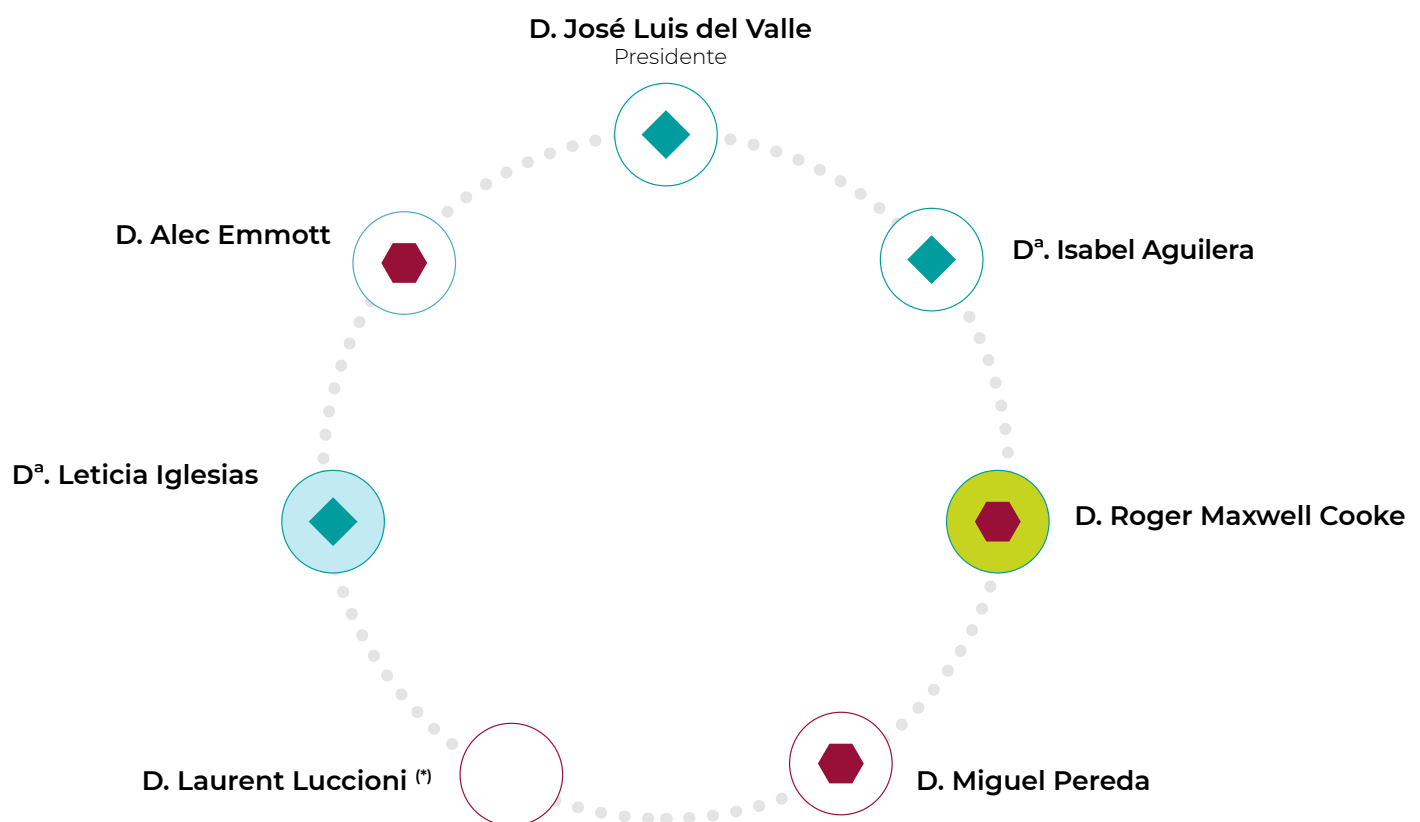 D. José Luis del Valle
Presidente
D. Alec Emmott
Dª. Isabel Aguilera
Dª. Leticia Iglesias
D. Roger Maxwell Cooke
D. Laurent Luccioni (*)
D. Miguel Pereda